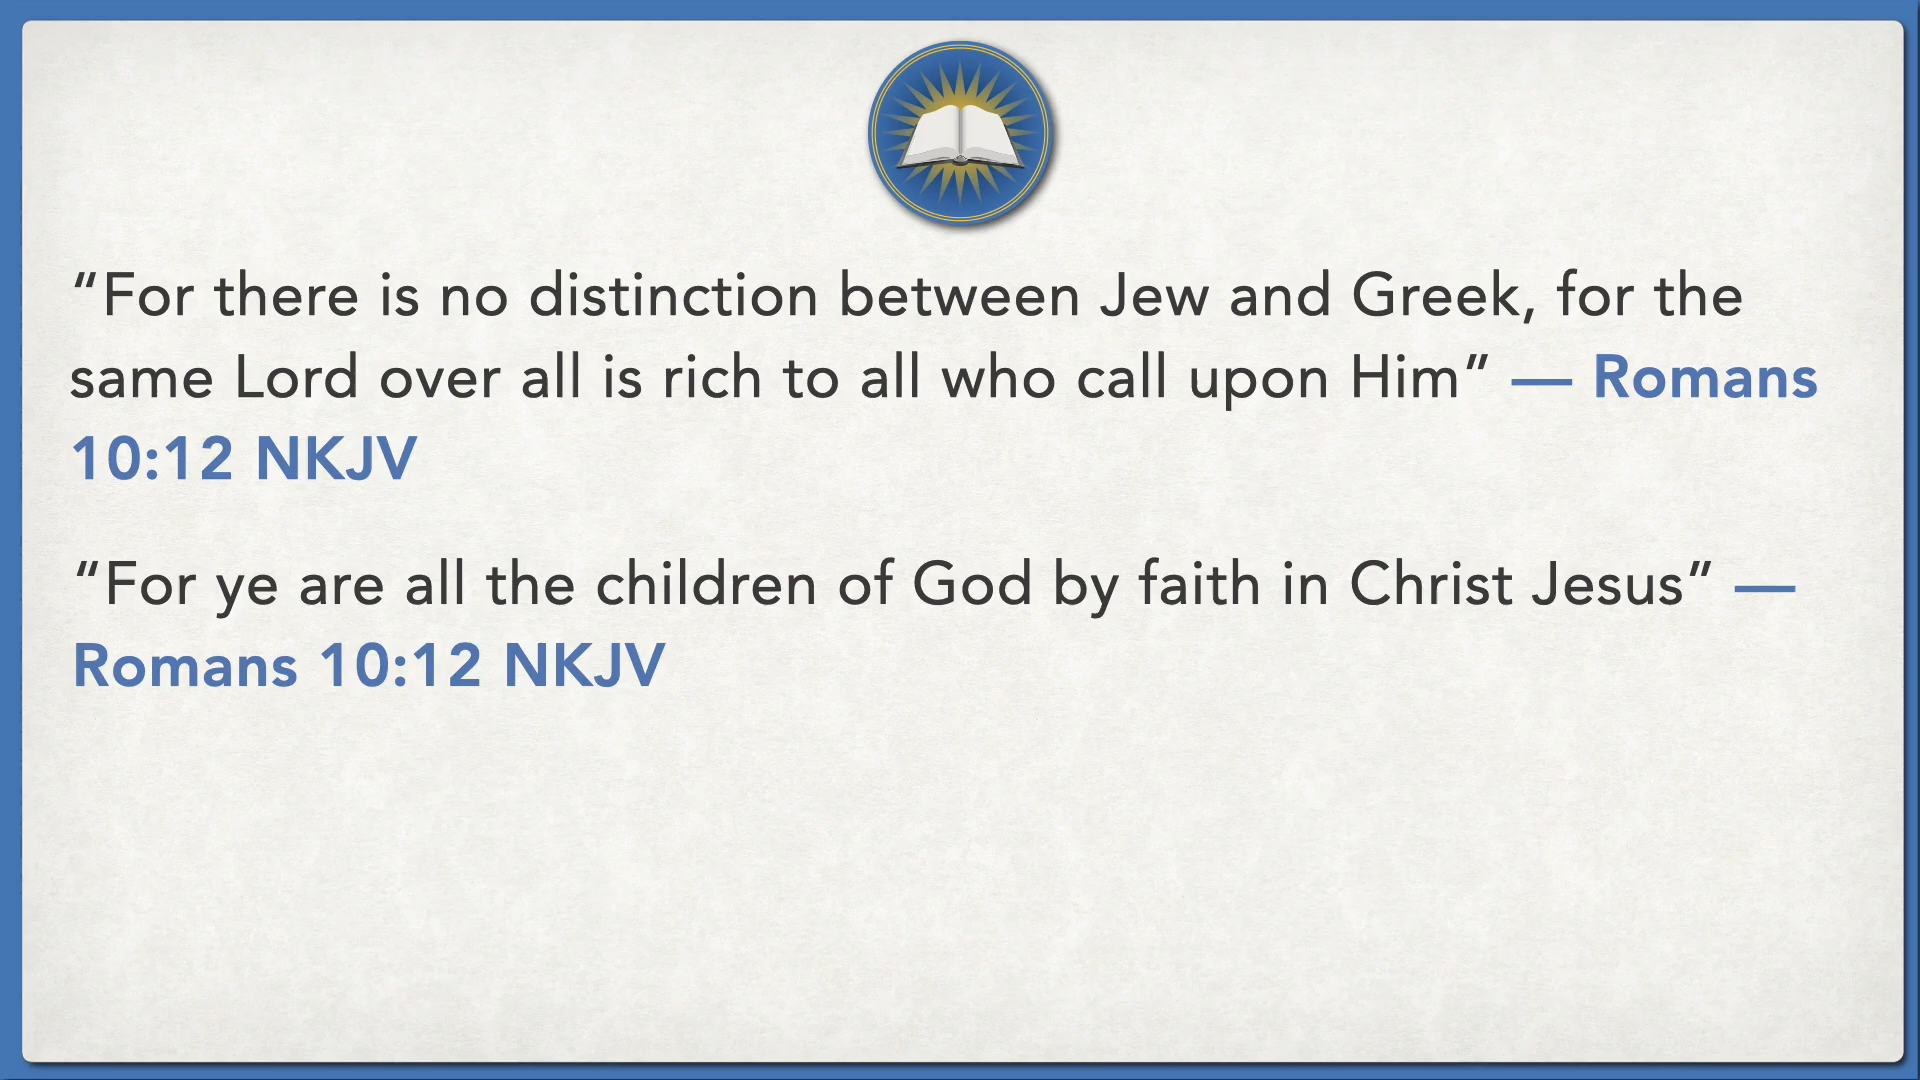 “For there is no distinction between Jew and Greek, for the
same Lord over all is rich to all who call upon Him” — Romans
10:12 NKJV
“For ye are all the children of God by faith in Christ Jesus” —
Romans 10:12 NKJV